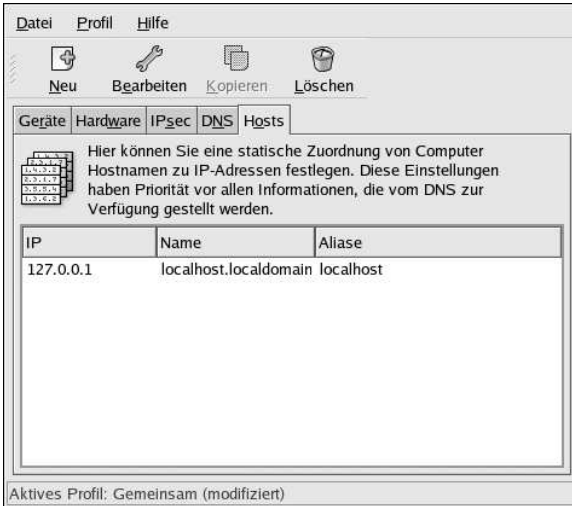 Datei Profil Hilfe
Neu Bearbeiten Kopieren Löschen
Geräte Hardware IPsec DNS Hosts
Hier können Sie eine statische Zuordnung von Computer
Hostnamen zu IP-Adressen festlegen. Diese Einstellungen
haben Priorität vor allen Informationen, die vom DNS zur
Verfügung gestellt werden.
IP Name Aliase
127.0.0.1 localhost.localdomain localhost
Aktives Profil: Gemeinsam (modifiziert)